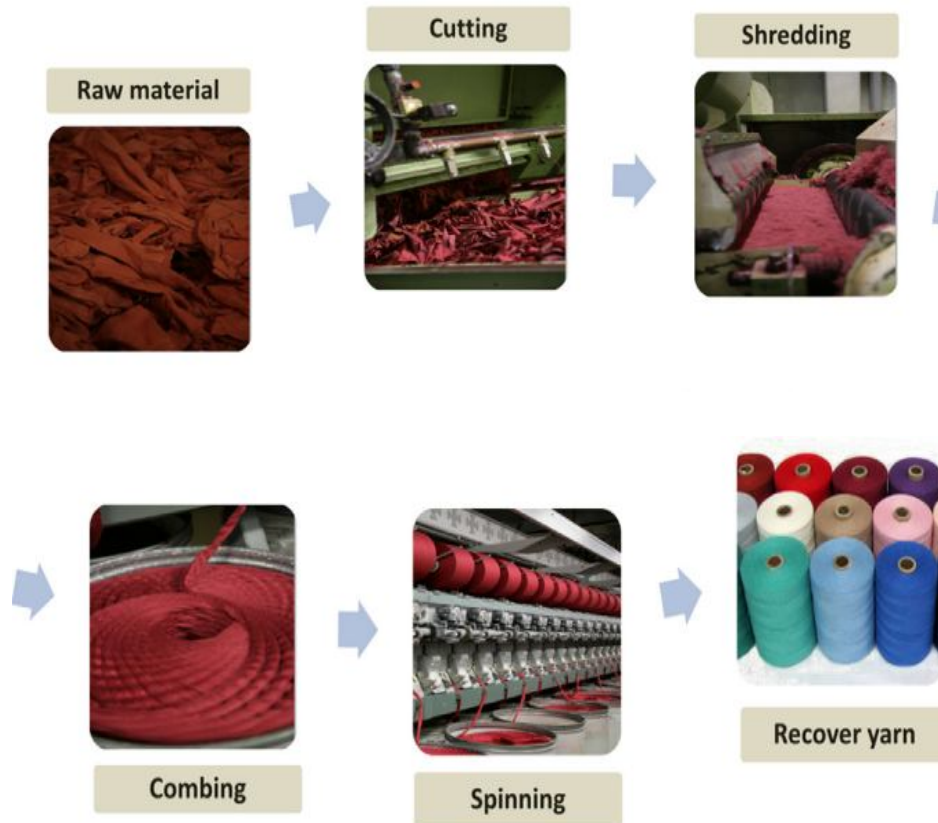 Raw material
Cutting
Shredding
Combing
Spinning
Recover yarn